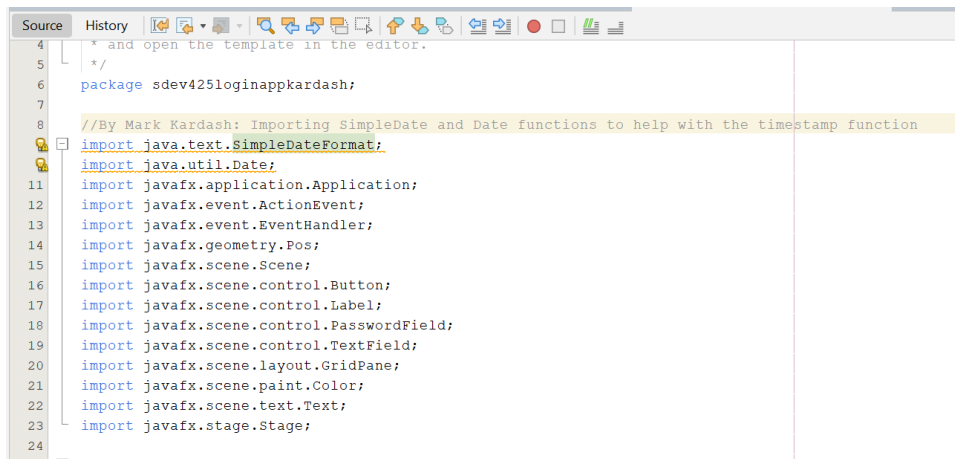 Source History
4 * and open the template in the editor.
5 */
6 package sdev425loginappkardash;
7
8 //By Mark Kardash: Importing SimpleDate and Date functions to help with the timestamp function
import java.text.SimpleDateFormat;
import java.util.Date;
11 import javafx.application.Application;
12 import javafx.event.ActionEvent;
13 import javafx.event.EventHandler;
14 import javafx.geometry.Pos;
15 import javafx.scene.Scene;
16 import javafx.scene.control.Button;
17 import javafx.scene.control.Label;
18 import javafx.scene.control.PasswordField;
19 import javafx.scene.control.TextField;
20 import javafx.scene.layout.GridPane;
21 import javafx.scene.paint.Color;
22 import javafx.scene.text.Text;
23 import javafx.stage.Stage;
24